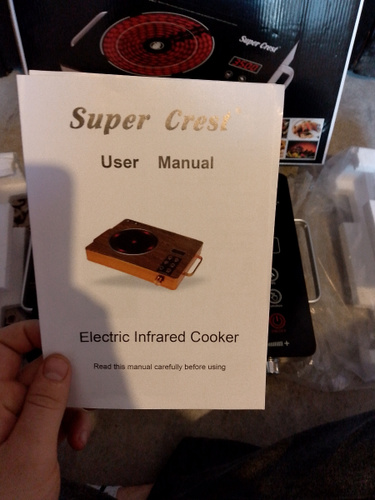 Super Crest
Super Crest
User Manual
Electric Infrared Cooker
Read this manual carefully before using